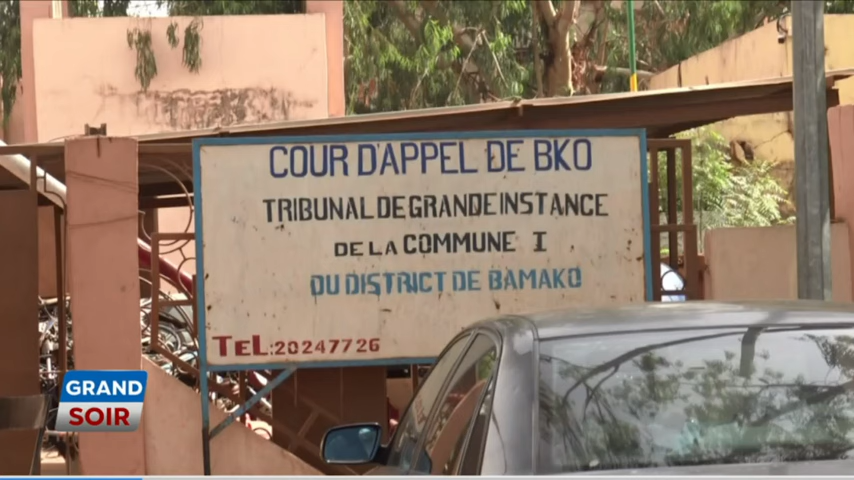 COUR D'APPEL DE BKO
TRIBUNAL DE GRANDE INSTANCE
DE LA COMMUNE I
DU DISTRICT DE BAMAKO
TEL:20247726
GRAND
SOIR